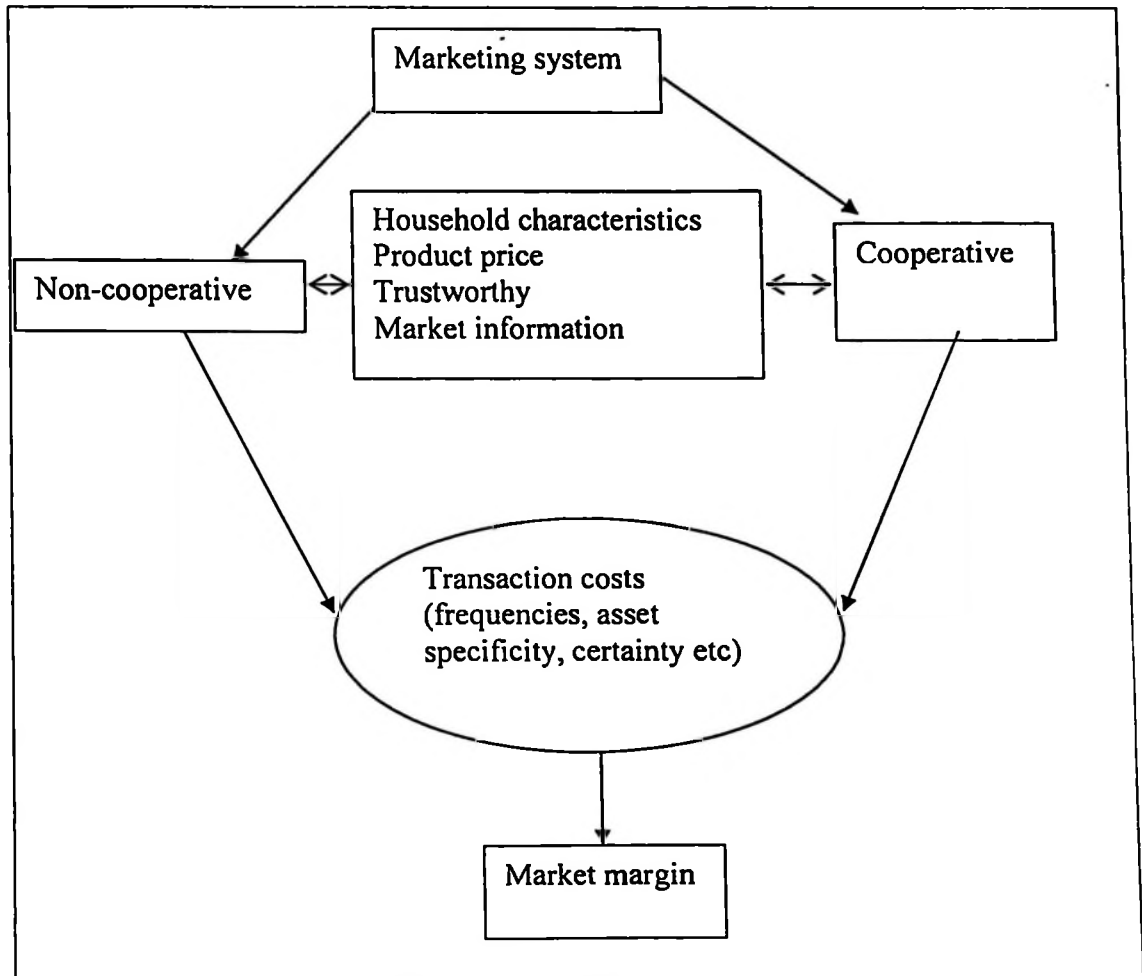 Marketing system
Household characteristics
Product price
Trustworthy
Market information
Non-cooperative
Cooperative
Transaction costs
(frequencies, asset
specificity, certainty etc)
Market margin